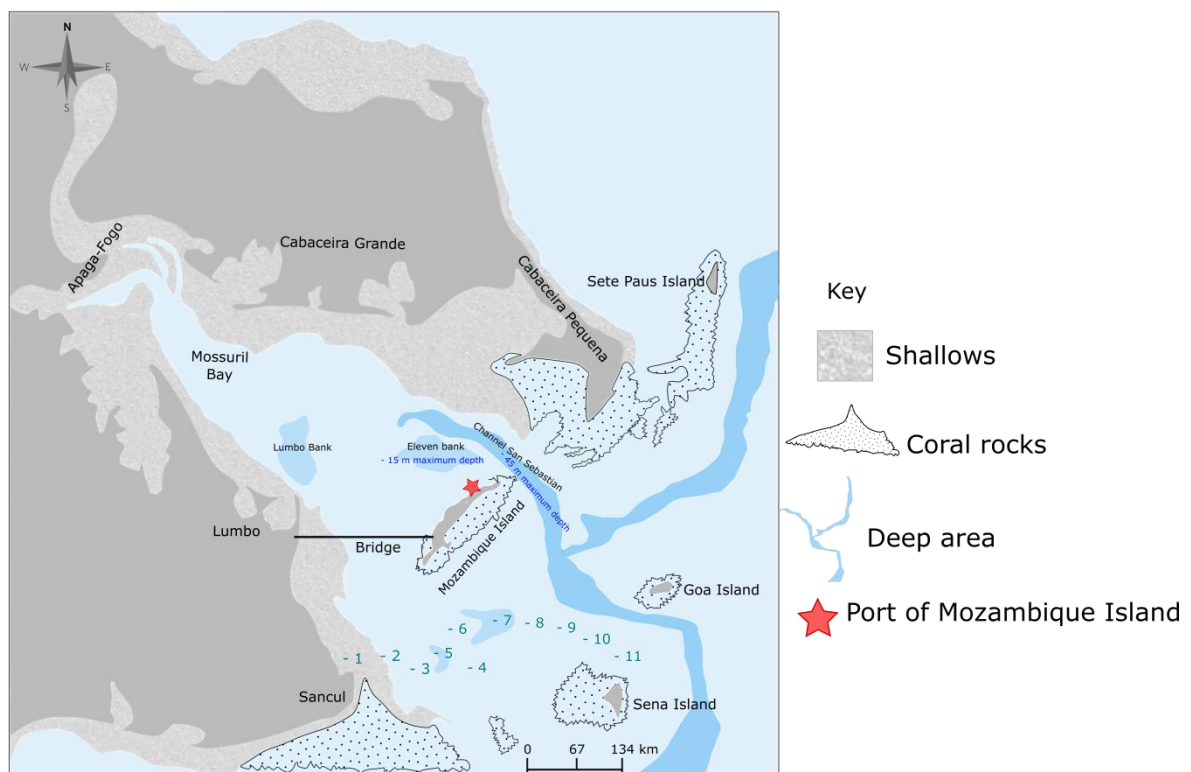 N
W
E
S
Apaga-Fogo
Cabaceira Grande
Cabaceira Pequena
Sete Paus Island
Mossuril
Bay
Lumbo Bank
Eleven bank
- 15 m maximum depth
Channel San Sebastian
- 45 m maximum depth
Lumbo
Bridge
Mozambique Island
Goa Island
- 1
- 2
- 3
- 4
- 5
- 6
- 7
- 8
- 9
- 10
- 11
Sancul
Sena Island
0 67 134 km
Key
Shallows
Coral rocks
Deep area
Port of Mozambique Island